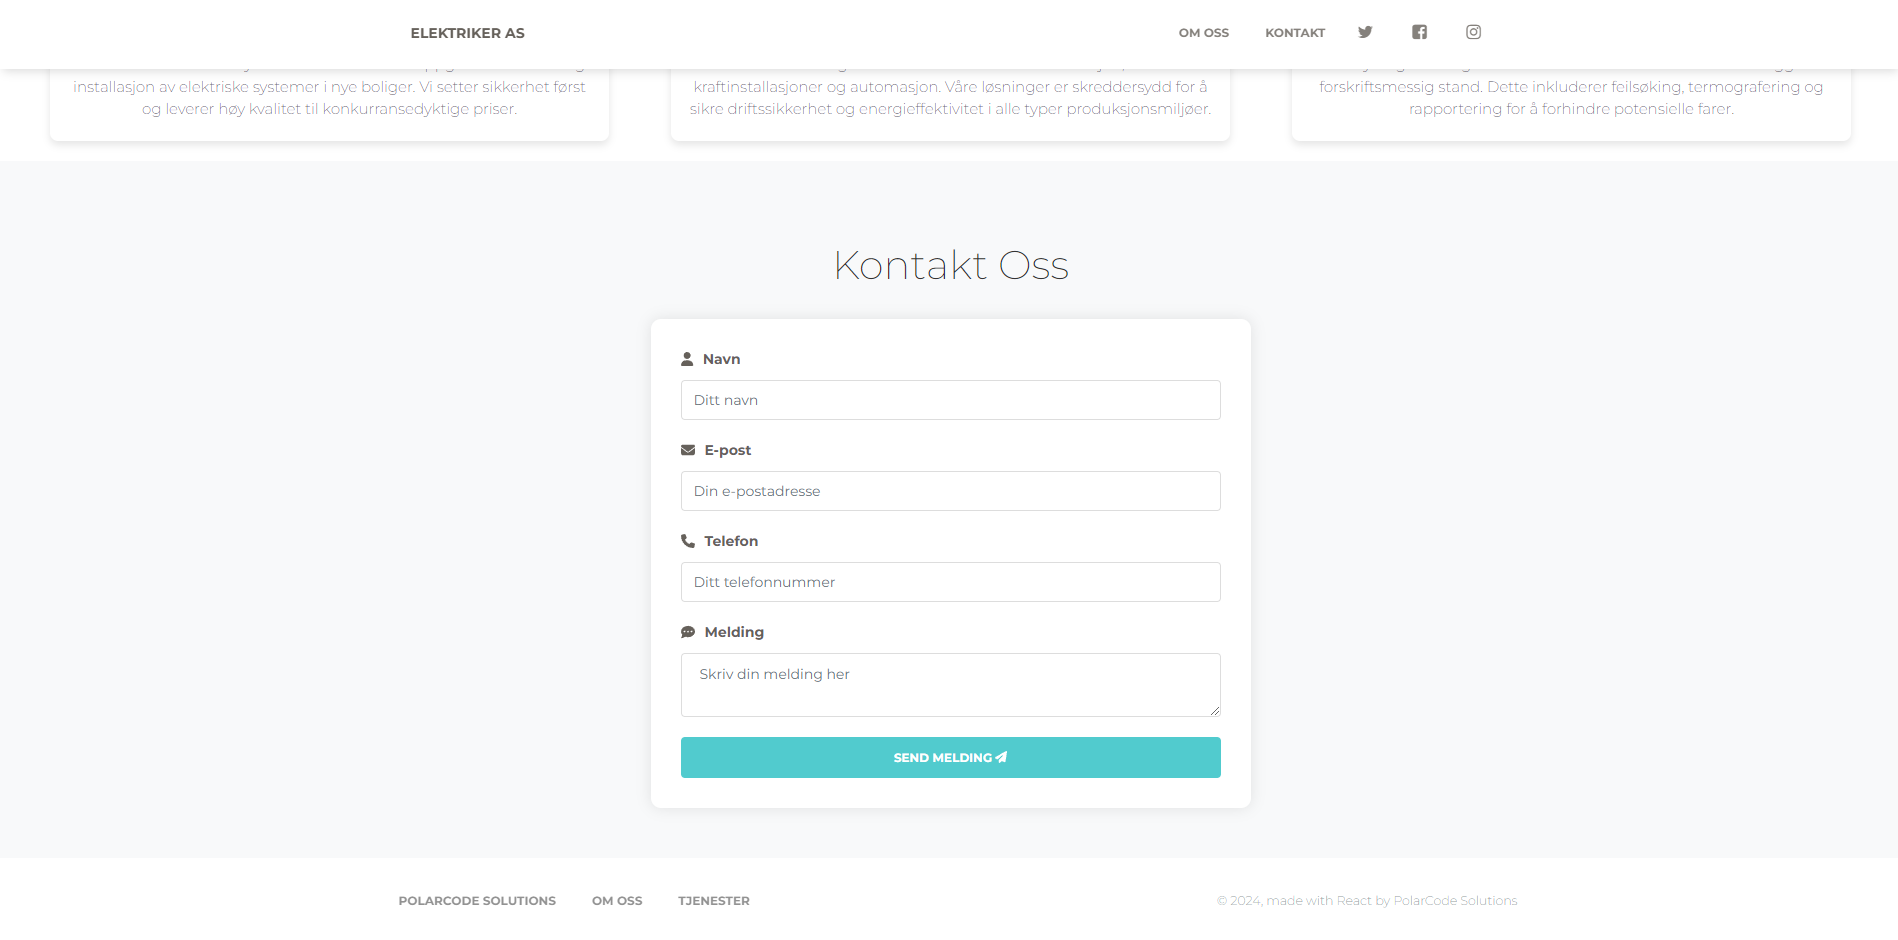 ELEKTRIKER AS
OM OSS
KONTAKT
installasjon av elektriske systemer i nye boliger. Vi setter sikkerhet først
og leverer høy kvalitet til konkurransedyktige priser.
kraftinstallasjoner og automasjon. Våre løsninger er skreddersydd for å
sikre driftssikkerhet og energieffektivitet i alle typer produksjonsmiljøer.
forskriftsmessig stand. Dette inkluderer feilsøking, termografering og
rapportering for å forhindre potensielle farer.
Kontakt Oss
Navn
Ditt navn
E-post
Din e-postadresse
Telefon
Ditt telefonnummer
Melding
Skriv din melding her
SEND MELDING
POLARCODE SOLUTIONS
OM OSS
TJENESTER
© 2024, made with React by PolarCode Solutions